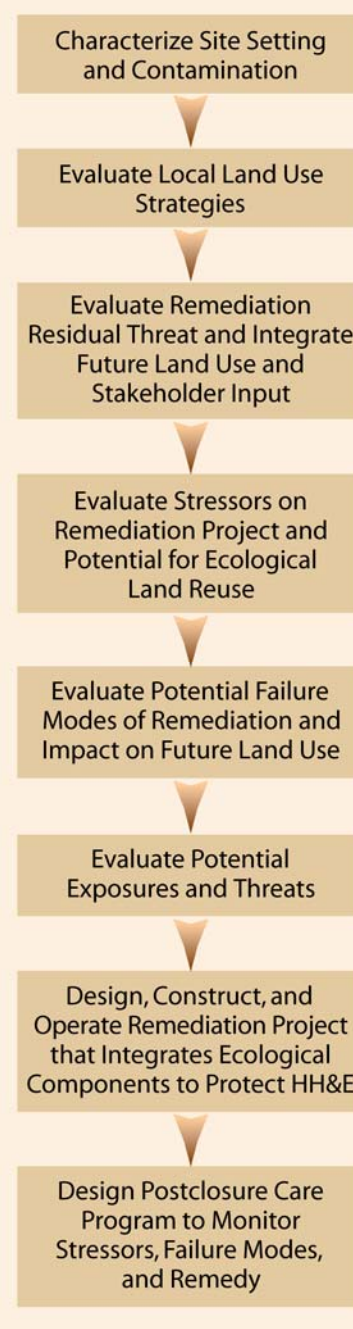 Characterize Site Setting
and Contamination
Evaluate Local Land Use
Strategies
Evaluate Remediation
Residual Threat and Integrate
Future Land Use and
Stakeholder Input
Evaluate Stressors on
Remediation Project and
Potential for Ecological
Land Reuse
Evaluate Potential Failure
Modes of Remediation and
Impact on Future Land Use
Evaluate Potential
Exposures and Threats
Design, Construct, and
Operate Remediation Project
that Integrates Ecological
Components to Protect HH&E
Design Postclosure Care
Program to Monitor
Stressors, Failure Modes,
and Remedy